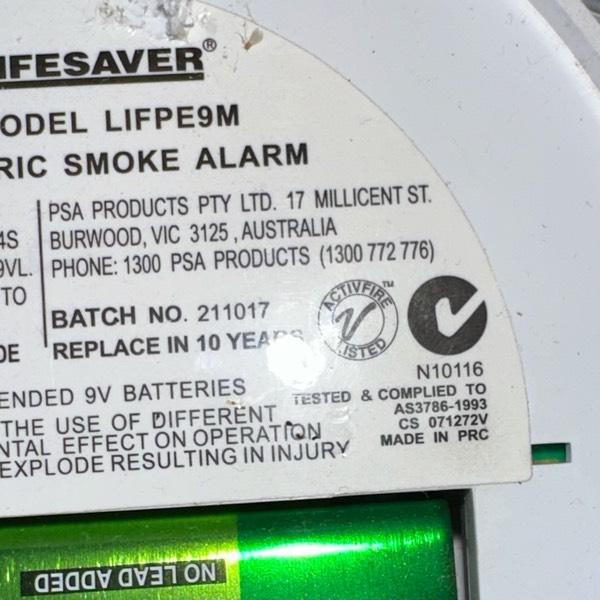 IFESAVER®
ODEL LIFPE9M
RIC SMOKE ALARM
PSA PRODUCTS PTY LTD. 17 MILLICENT ST.
4S BURWOOD, VIC 3125 , AUSTRALIA
9VL. PHONE: 1300 PSA PRODUCTS (1300 772 776)
TO
BATCH NO. 211017
DE REPLACE IN 10 YEARS
ACTIVFIRE™
LISTED
N10116
ENDED 9V BATTERIES
THE USE OF DIFFERENT
NTAL EFFECT ON OPERATION
EXPLODE RESULTING IN INJURY
TESTED & COMPLIED TO
AS3786-1993
CS 071272V
MADE IN PRC
NO LEAD ADDED